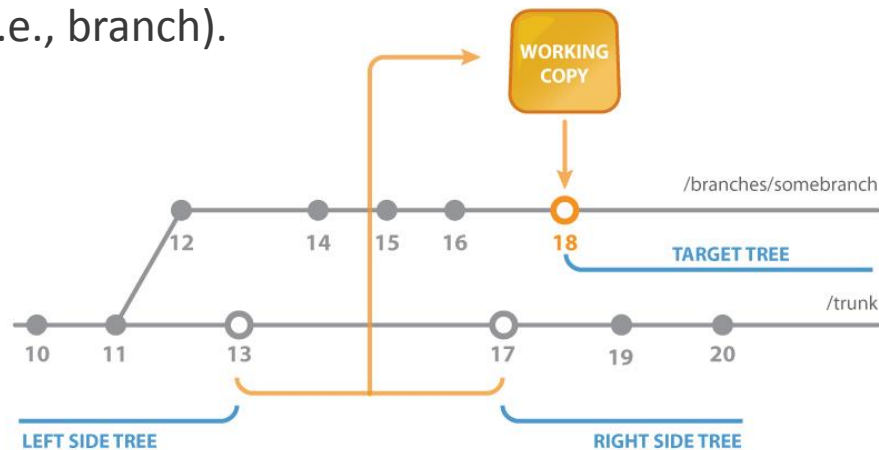 .e., branch).
WORKING
COPY
/branches/somebranch
12 14 15 16 18
TARGET TREE
/trunk
10 11 13 17 19 20
LEFT SIDE TREE RIGHT SIDE TREE